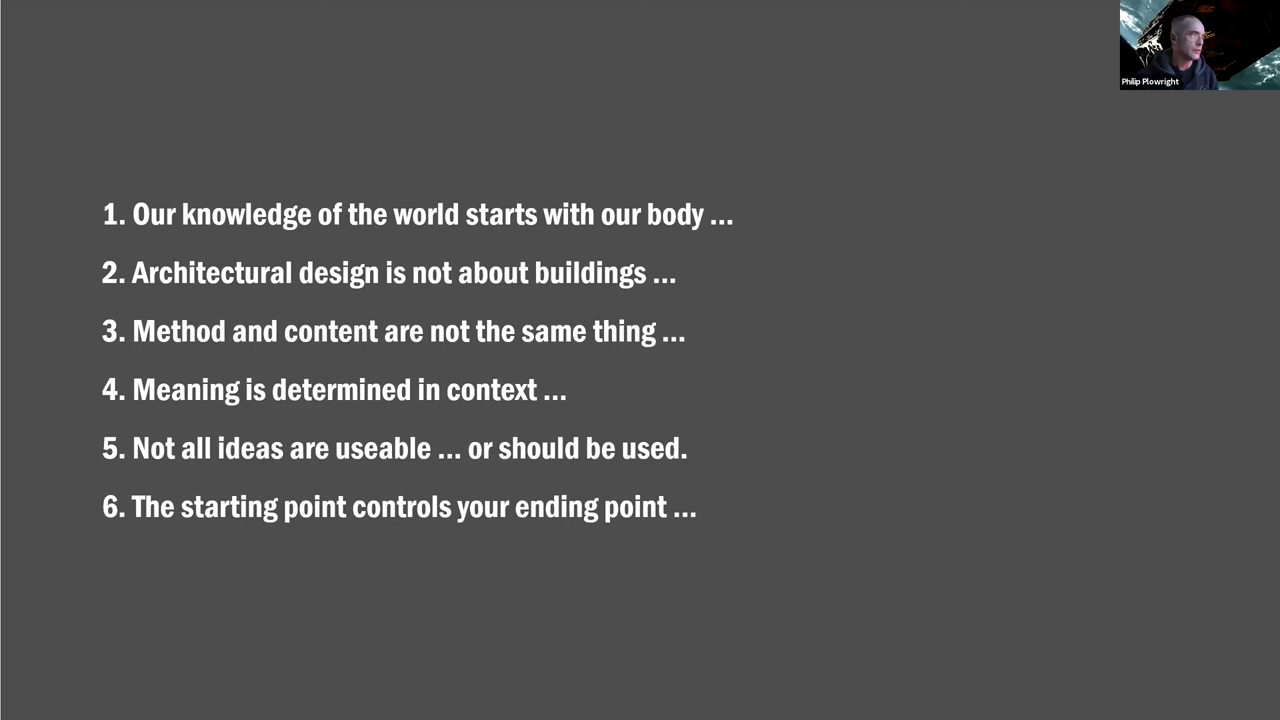 Philip Plowright
1. Our knowledge of the world starts with our body ...
2. Architectural design is not about buildings ...
3. Method and content are not the same thing ...
4. Meaning is determined in context ...
5. Not all ideas are useable ... or should be used.
6. The starting point controls your ending point ...